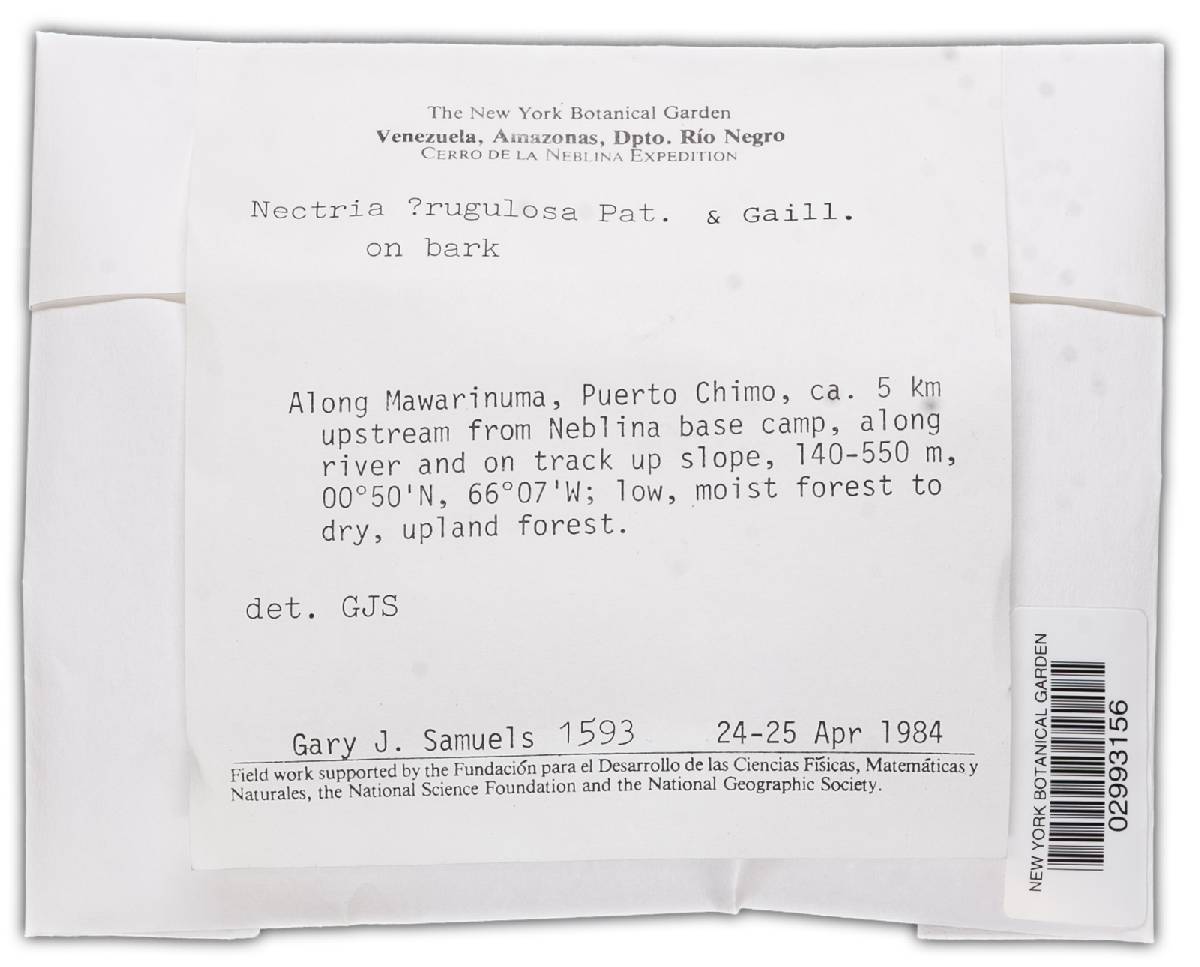 The New York Botanical Garden
Venezuela, Amazonas, Dpto. Río Negro
CERRO DE LA NEBLINA EXPEDITION
Nectria ?rugulosa Pat. & Gaill.
on bark
Along Mawarinuma, Puerto Chimo, ca. 5 km
upstream from Neblina base camp, along
river and on track up slope, 140-550 m,
00°50'N, 66°07'W; low, moist forest to
dry, upland forest.
det. GJS
Gary J. Samuels 1593 24-25 Apr 1984
Field work supported by the Fundación para el Desarrollo de las Ciencias Físicas, Matemáticas y
Naturales, the National Science Foundation and the National Geographic Society.
NEW YORK BOTANICAL GARDEN
02993156